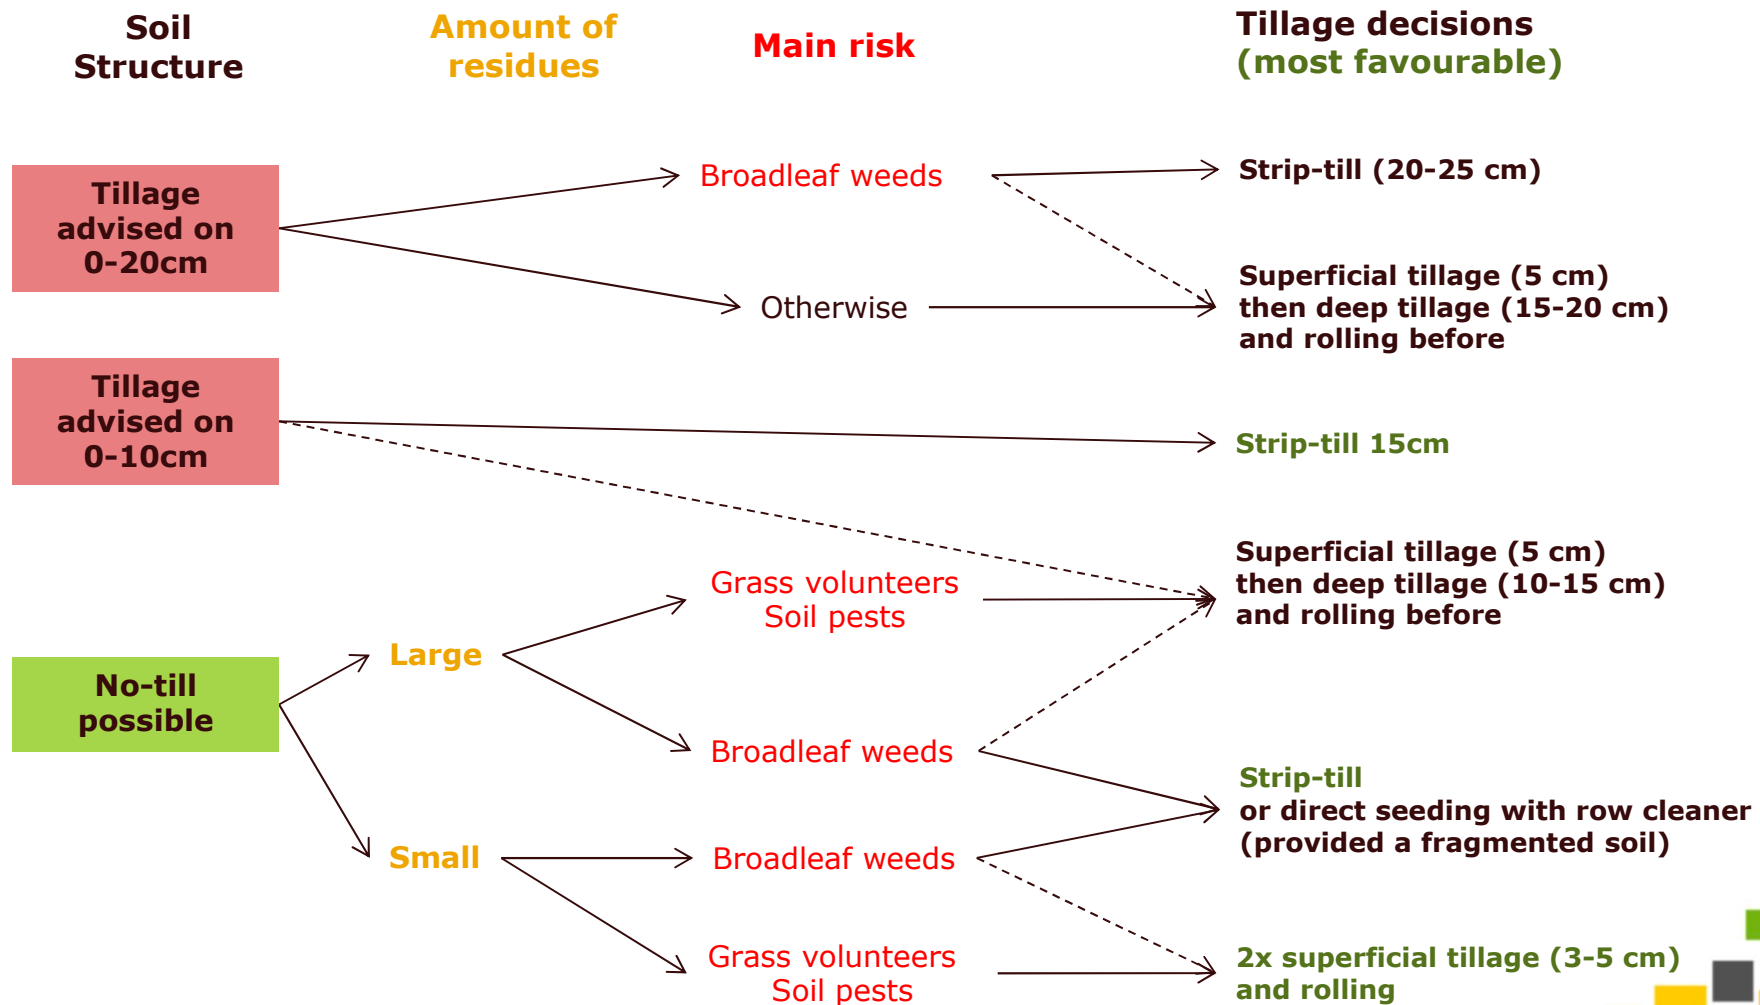 Soil
Structure
Amount of
residues
Main risk
Tillage decisions
(most favourable)
Tillage
advised on
0-20cm
Broadleaf weeds
Strip-till (20-25 cm)
Otherwise
Superficial tillage (5 cm)
then deep tillage (15-20 cm)
and rolling before
Tillage
advised on
0-10cm
Strip-till 15cm
No-till
possible
Large
Grass volunteers
Soil pests
Superficial tillage (5 cm)
then deep tillage (10-15 cm)
and rolling before
Broadleaf weeds
Strip-till
or direct seeding with row cleaner
(provided a fragmented soil)
Small
Broadleaf weeds
Grass volunteers
Soil pests
2x superficial tillage (3-5 cm)
and rolling